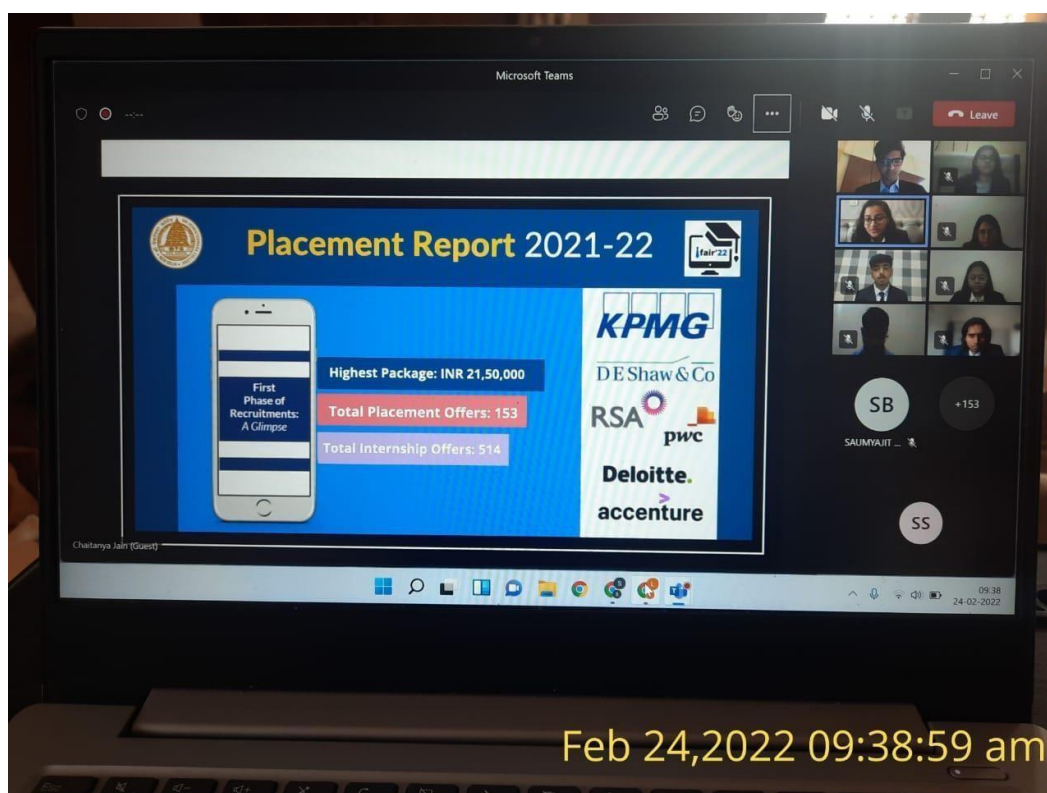 Microsoft Teams
--:--
Leave
Placement Report 2021-22
ifair'22
First
Phase of
Recruitments:
A Glimpse
Highest Package: INR 21,50,000
Total Placement Offers: 153
Total Internship Offers: 514
KPMG
DE Shaw & Co
RSA
pwc
Deloitte.
accenture
SB
+153
SAUMYAJIT ...
SS
Chaitanya Jain (Guest)
09:38
24-02-2022
Feb 24,2022 09:38:59 am